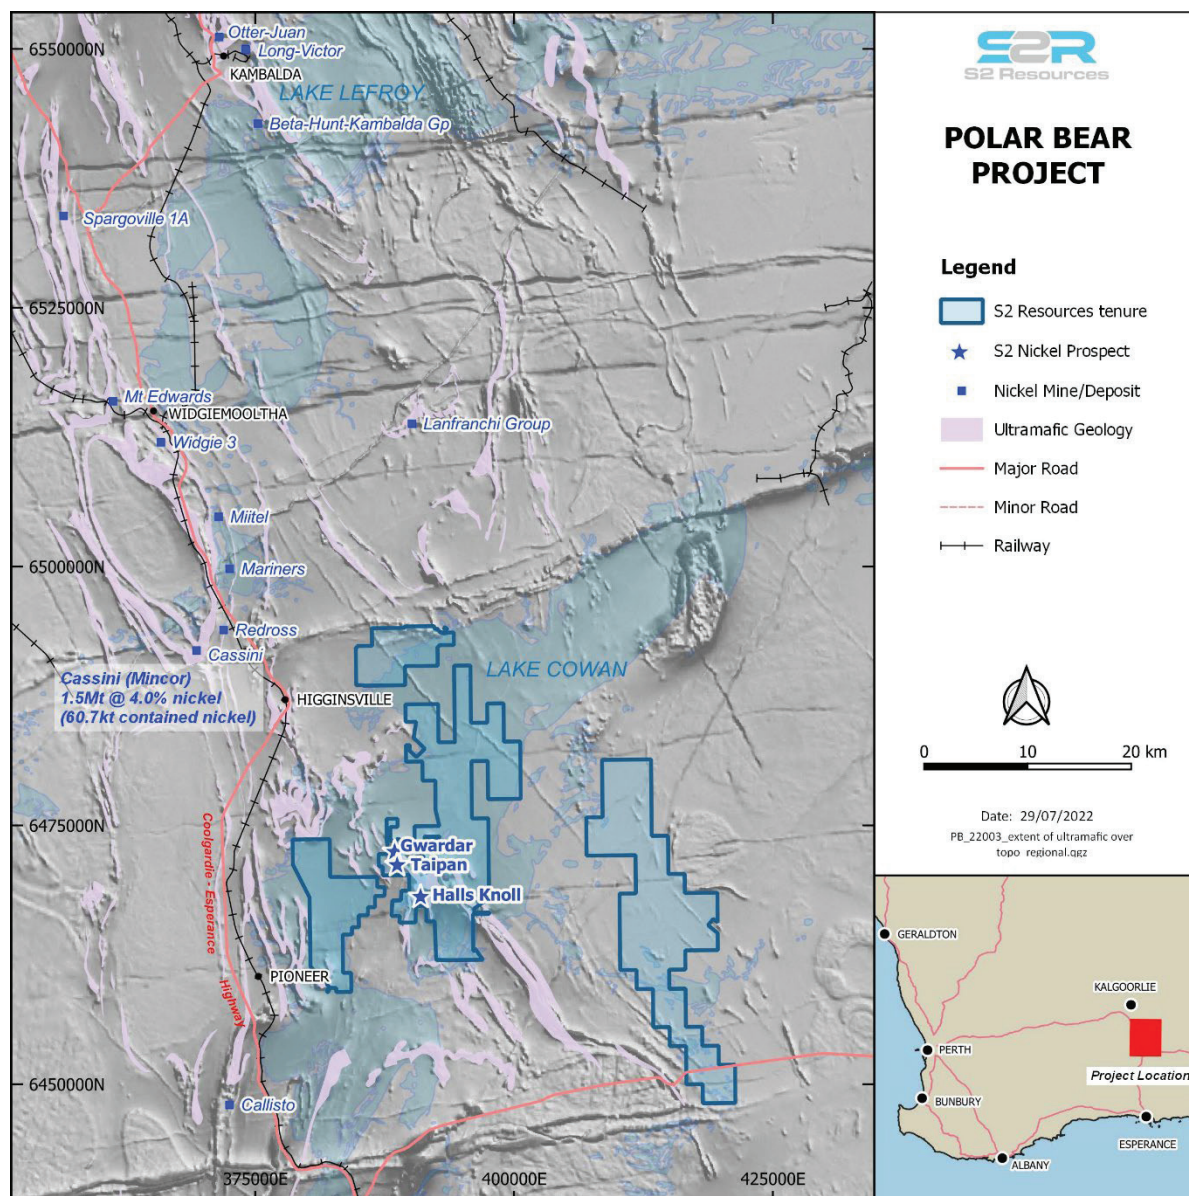 Otter-Juan
Long-Victor
KAMBALDA
LAKE LEFROY
Beta-Hunt-Kambalda Gp
Spargoville 1A
Mt Edwards
WIDGIEMOOLTHA
Widgie 3
Lanfranchi Group
Miitel
Mariners
Redross
Cassini
Cassini (Mincor)
1.5Mt @ 4.0% nickel
(60.7kt contained nickel)
LAKE COWAN
HIGGINSVILLE
Gwardar
Taipan
Halls Knoll
Coolgardie - Esperance
Highway
PIONEER
Callisto
6550000N
6525000N
6500000N
6475000N
6450000N
375000E
400000E
425000E
S2R
S2 Resources
POLAR BEAR
PROJECT
Legend
S2 Resources tenure
S2 Nickel Prospect
Nickel Mine/Deposit
Ultramafic Geology
Major Road
Minor Road
Railway
0 10 20 km
Date: 29/07/2022
PB_22003_extent of ultramafic over
topo_regional.qgz
GERALDTON
KALGOORLIE
PERTH
Project Location
BUNBURY
ESPERANCE
ALBANY